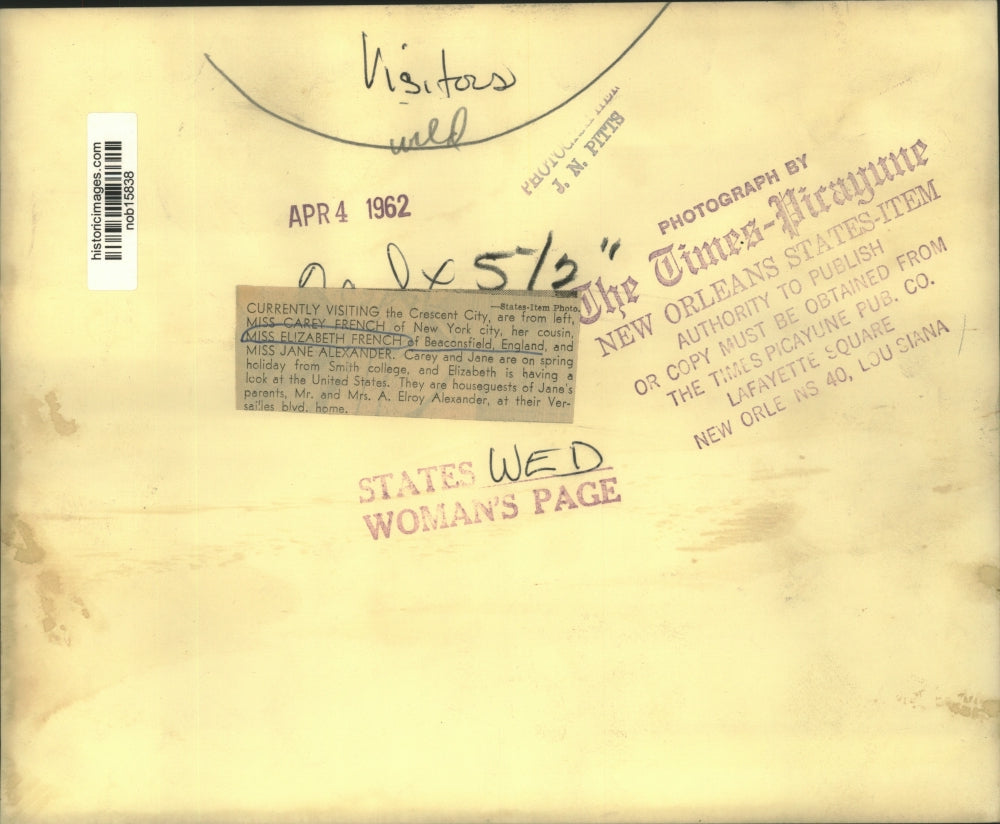 Visitors
wed
historicimages.com
nob15838
APR 4 1962
J. N. PITTS
PHOTOGRAPH BY
The Times-Picayune
NEW ORLEANS STATES-ITEM
AUTHORITY TO PUBLISH
OR COPY MUST BE OBTAINED FROM
THE TIMES PICAYUNE PUB. CO.
LAFAYETTE SQUARE
NEW ORLE NS 40, LOU SIANA
x 5 1/2"
—States-Item Photo.
CURRENTLY VISITING the Crescent City, are from left,
MISS CAREY FRENCH of New York city, her cousin,
MISS ELIZABETH FRENCH of Beaconsfield, England, and
MISS JANE ALEXANDER. Carey and Jane are on spring
holiday from Smith college, and Elizabeth is having a
look at the United States. They are houseguests of Jane's
parents, Mr. and Mrs. A. Elroy Alexander, at their Ver-
sailles blvd. home.
STATES WED
WOMAN'S PAGE